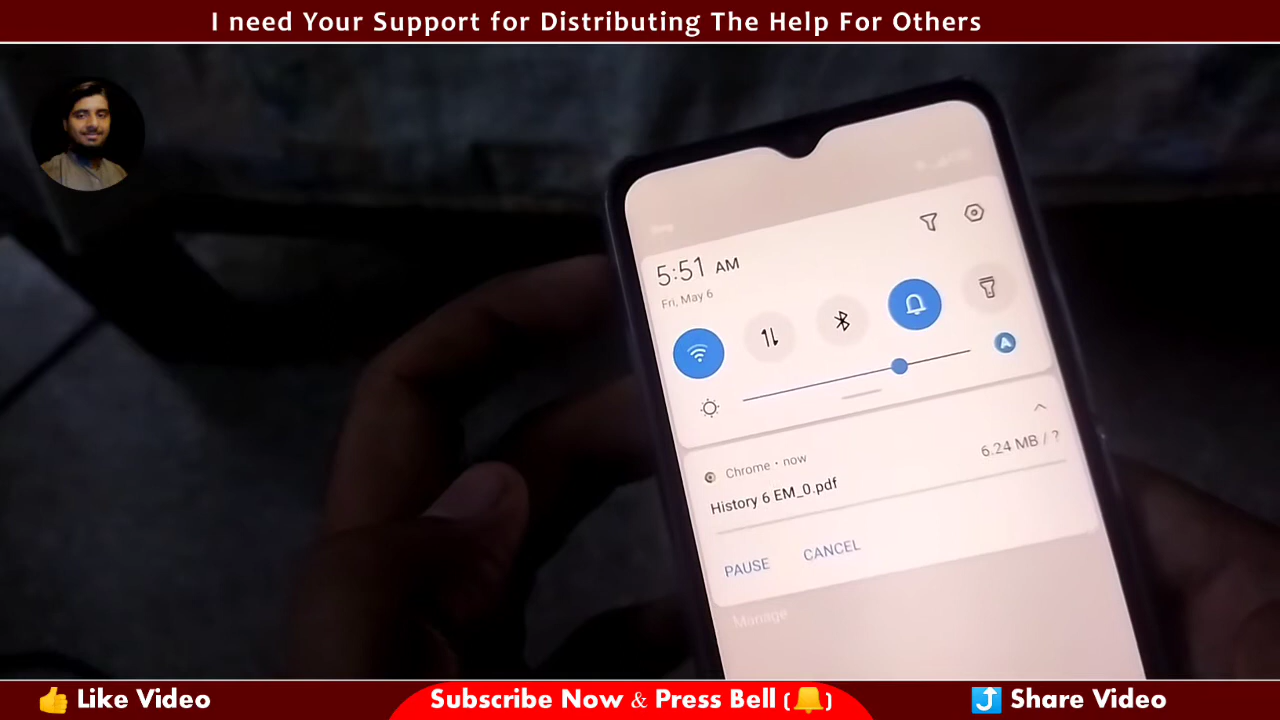 I need Your Support for Distributing The Help For Others
5:51 AM
Fri, May 6
A
Chrome • now
6.24 MB / ?
History 6 EM_0.pdf
PAUSE CANCEL
Manage
Like Video
Subscribe Now & Press Bell (🔔)
Share Video